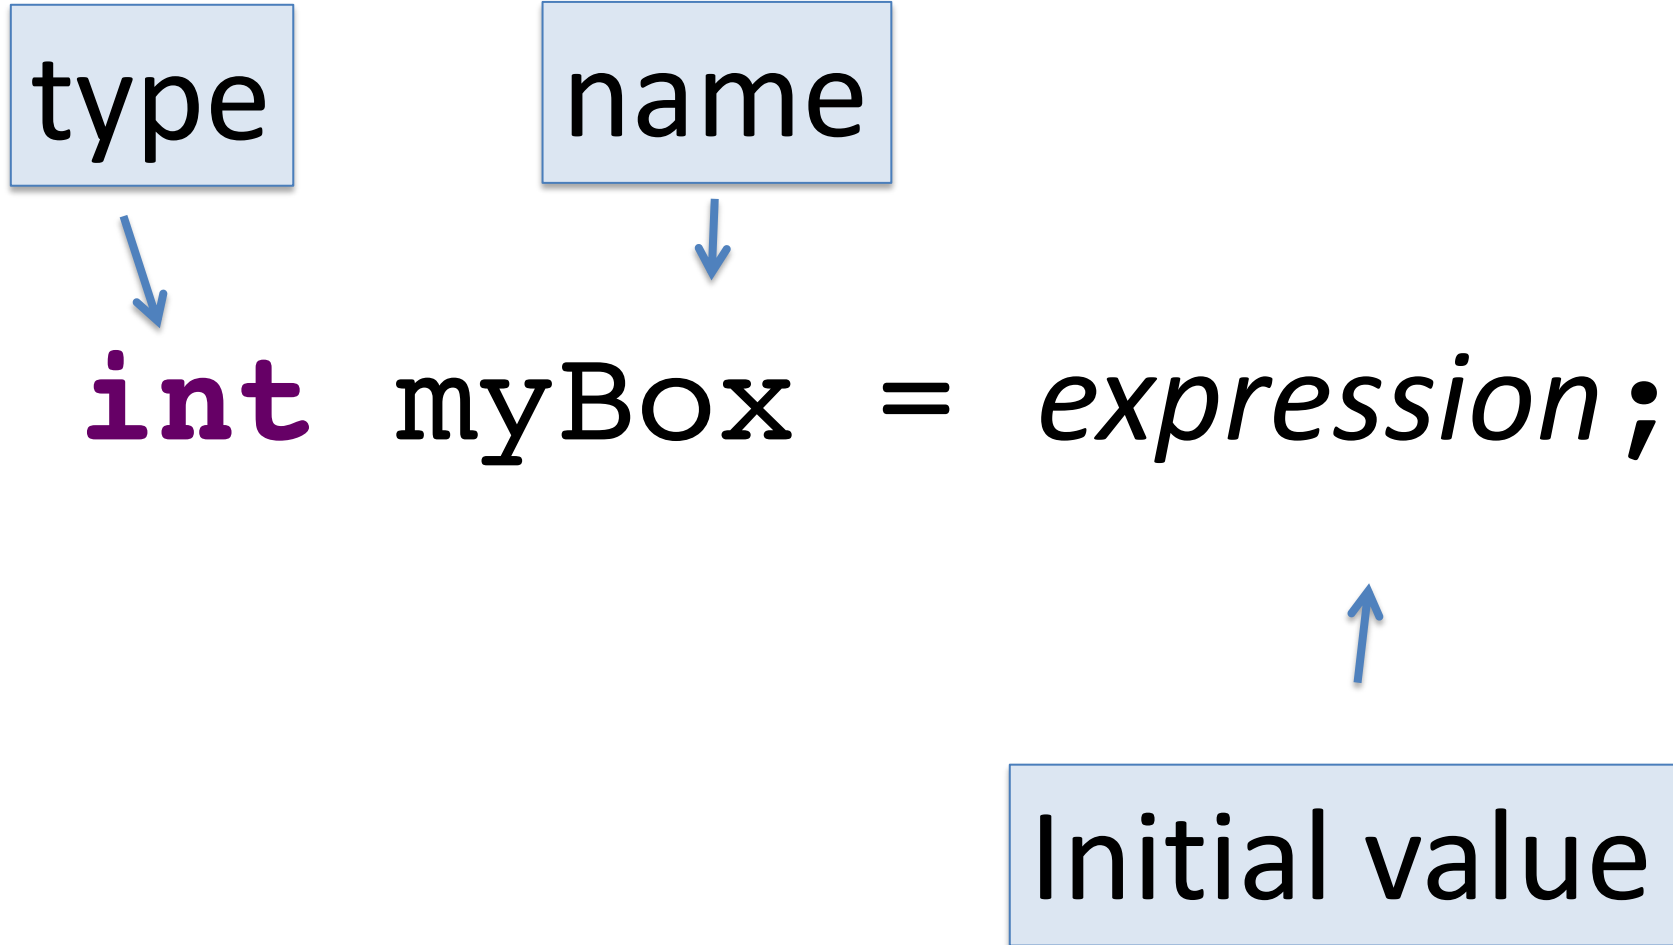 type
name
int myBox = expression;
Initial value